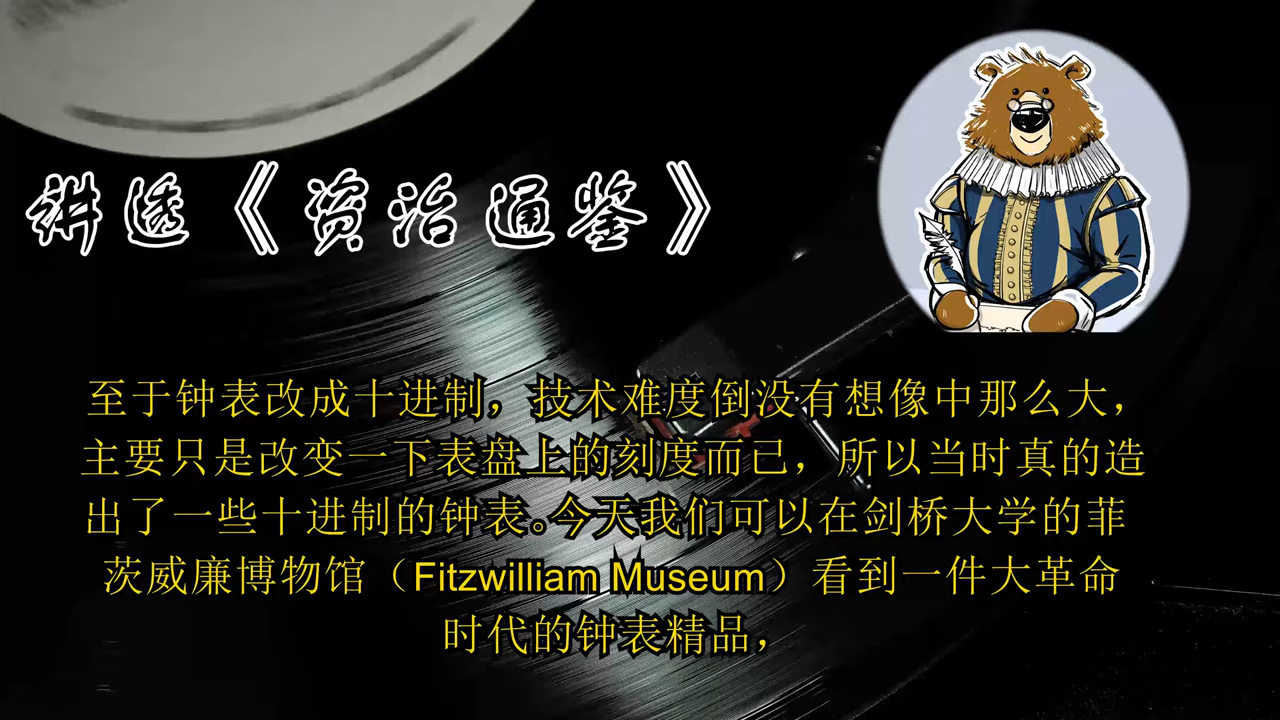 讲透《资治通鉴》
至于钟表改成十进制，技术难度倒没有想像中那么大，
主要只是改变一下表盘上的刻度而已，所以当时真的造
出了一些十进制的钟表。今天我们可以在剑桥大学的菲
茨威廉博物馆（Fitzwilliam Museum）看到一件大革命
时代的钟表精品，